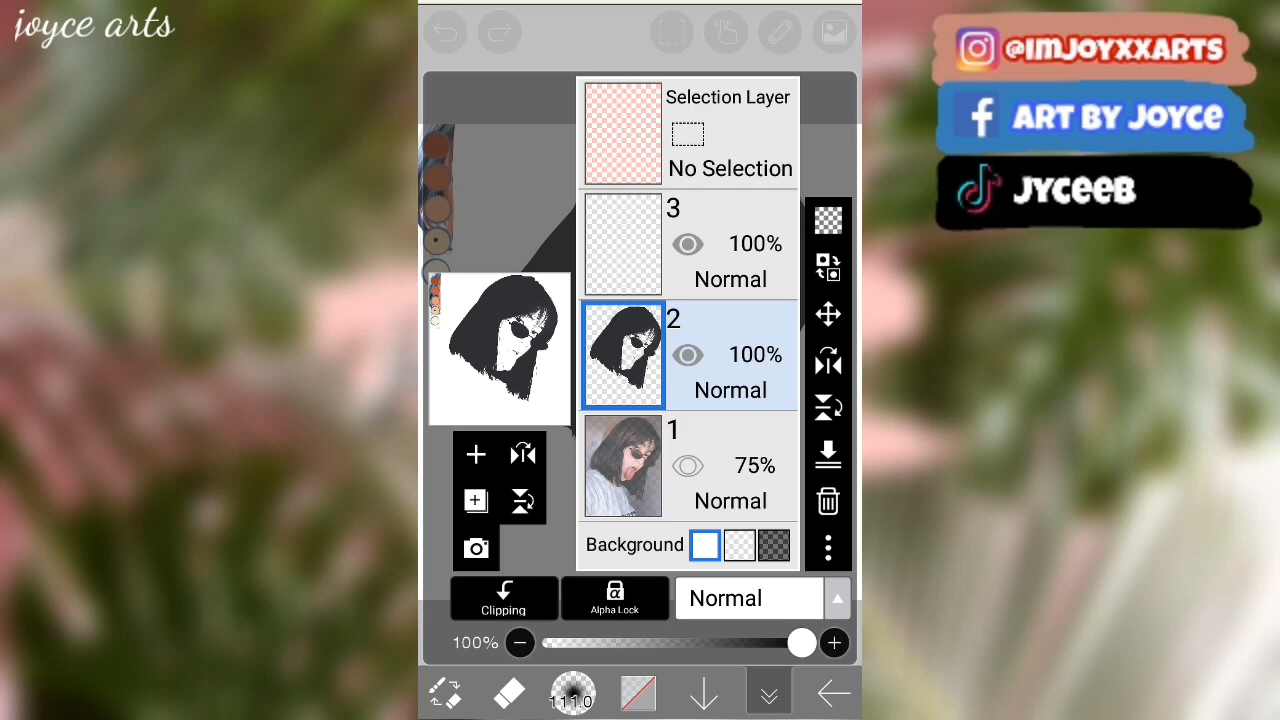 joyce arts
@IMJOYXXARTS
ART BY JOYCE
JYCEEB
Selection Layer
No Selection
3
100%
Normal
2
100%
Normal
1
75%
Normal
Background
Clipping
α
Alpha Lock
Normal
100%
111.0